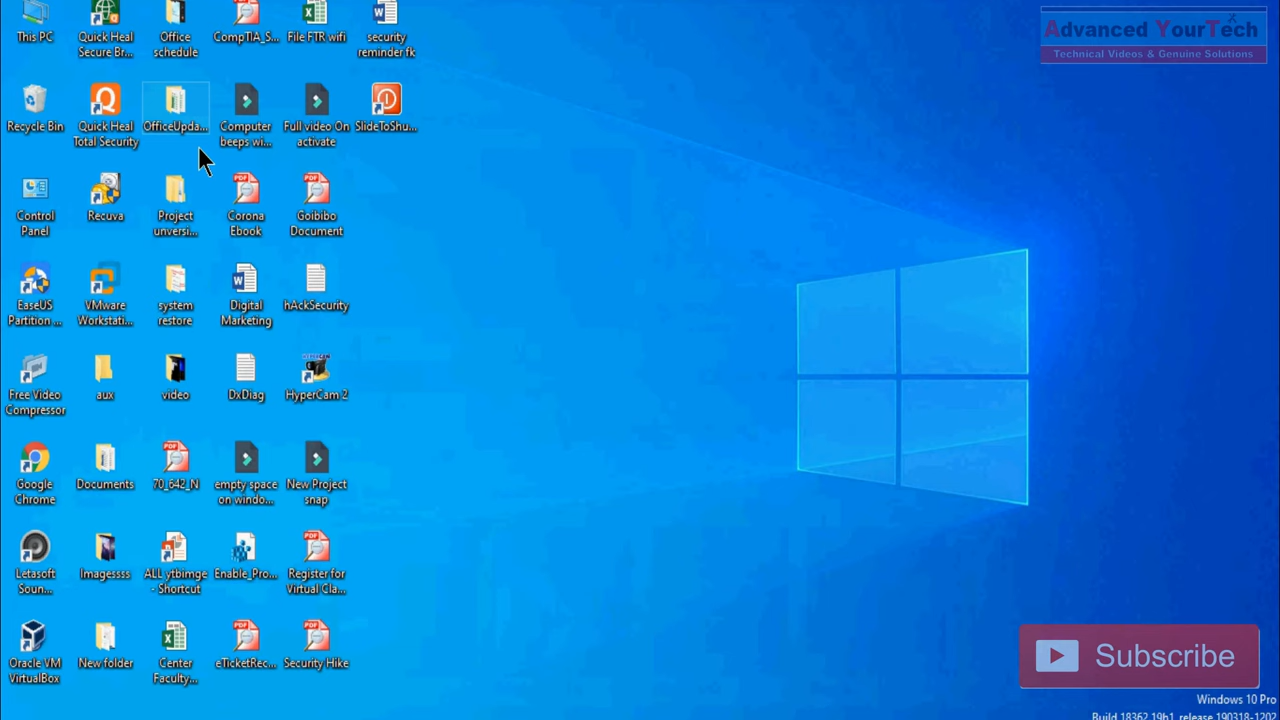 This PC
Quick Heal
Secure Br...
Office
schedule
CompTIA_S...
File FTR wifi
security
reminder fk
Advanced YourTech
Technical Videos & Genuine Solutions
Recycle Bin
Quick Heal
Total Security
OfficeUpda...
Computer
beeps wi...
Full video On
activate
SlideToShu...
Control
Panel
Recuva
Project
unversi...
Corona
Ebook
Goibibo
Document
EaseUS
Partition ...
VMware
Workstati...
system
restore
Digital
Marketing
hAckSecurity
Free Video
Compressor
aux
video
DxDiag
HyperCam 2
Google
Chrome
Documents
70_642_N
empty space
on windo...
New Project
snap
Letasoft
Soun...
Imagessss
ALL ytbimge
- Shortcut
Enable_Pro...
Register for
Virtual Cla...
Oracle VM
VirtualBox
New folder
Center
Faculty...
eTicketRec...
Security Hike
Subscribe
Windows 10 Pro
Build 18362.19h1_release.190318-1202